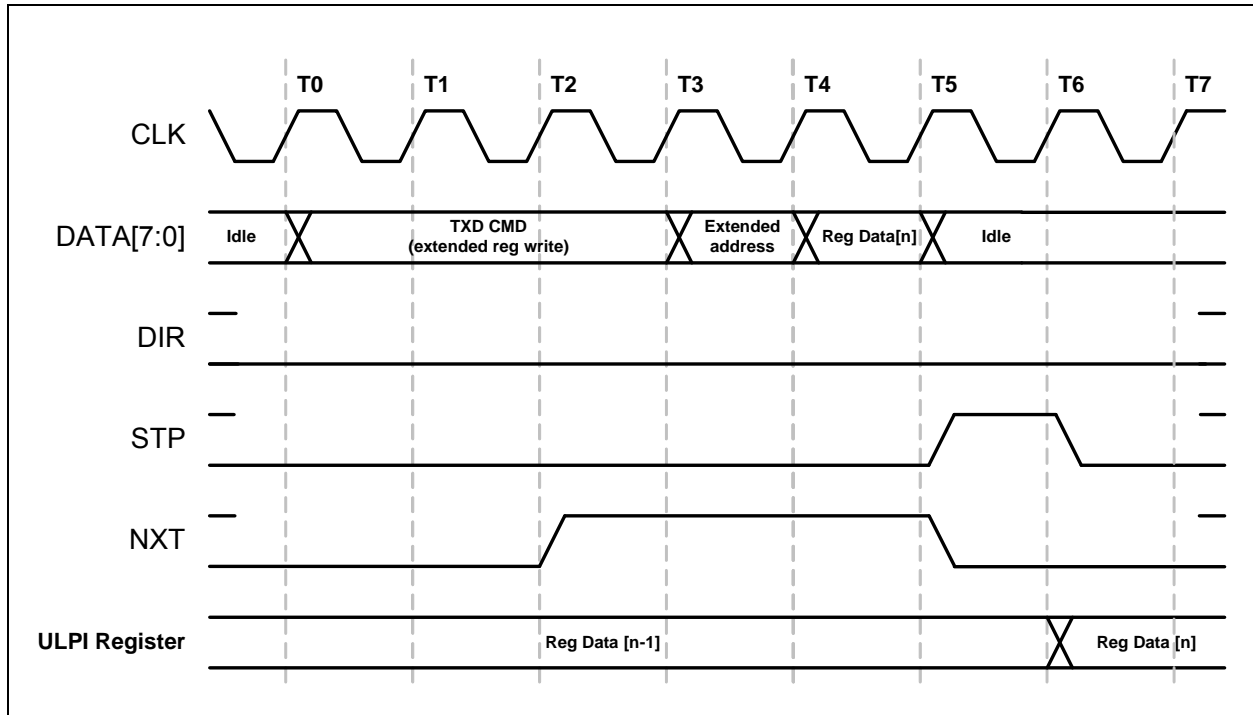 T0 T1 T2 T3 T4 T5 T6 T7
CLK
DATA[7:0] Idle TXD CMD Extended Reg Data[n] Idle
(extended reg write) address
DIR
STP
NXT
ULPI Register Reg Data [n-1] Reg Data [n]